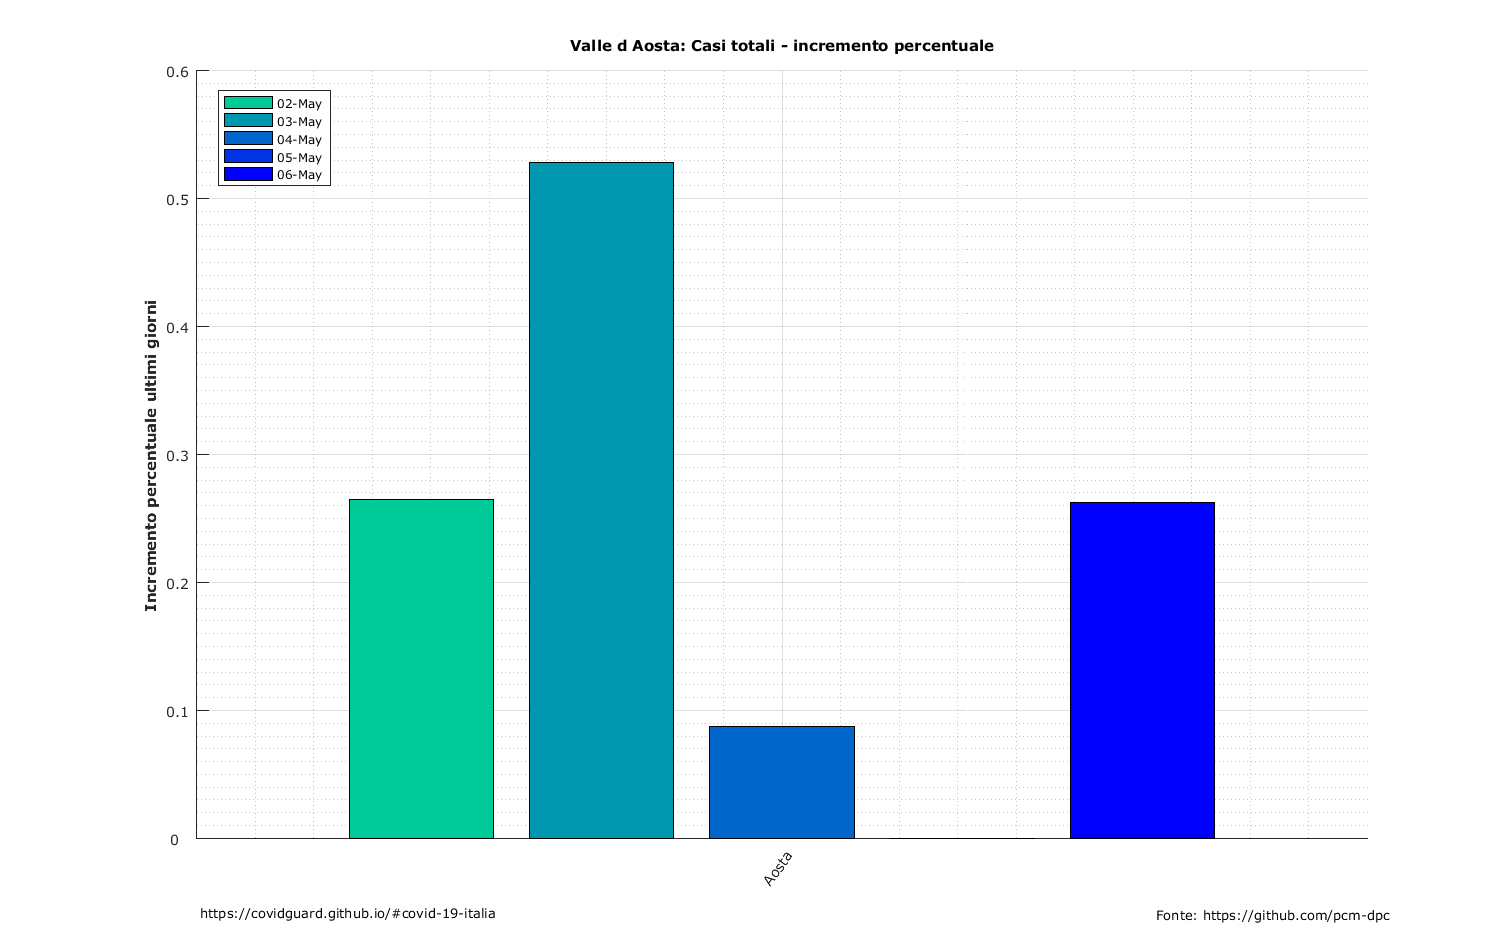 Valle d Aosta: Casi totali - incremento percentuale
0.6
0.5
0.4
0.3
0.2
0.1
0
Incremento percentuale ultimi giorni
02-May
03-May
04-May
05-May
06-May
Aosta
https://covidguard.github.io/#covid-19-italia
Fonte: https://github.com/pcm-dpc